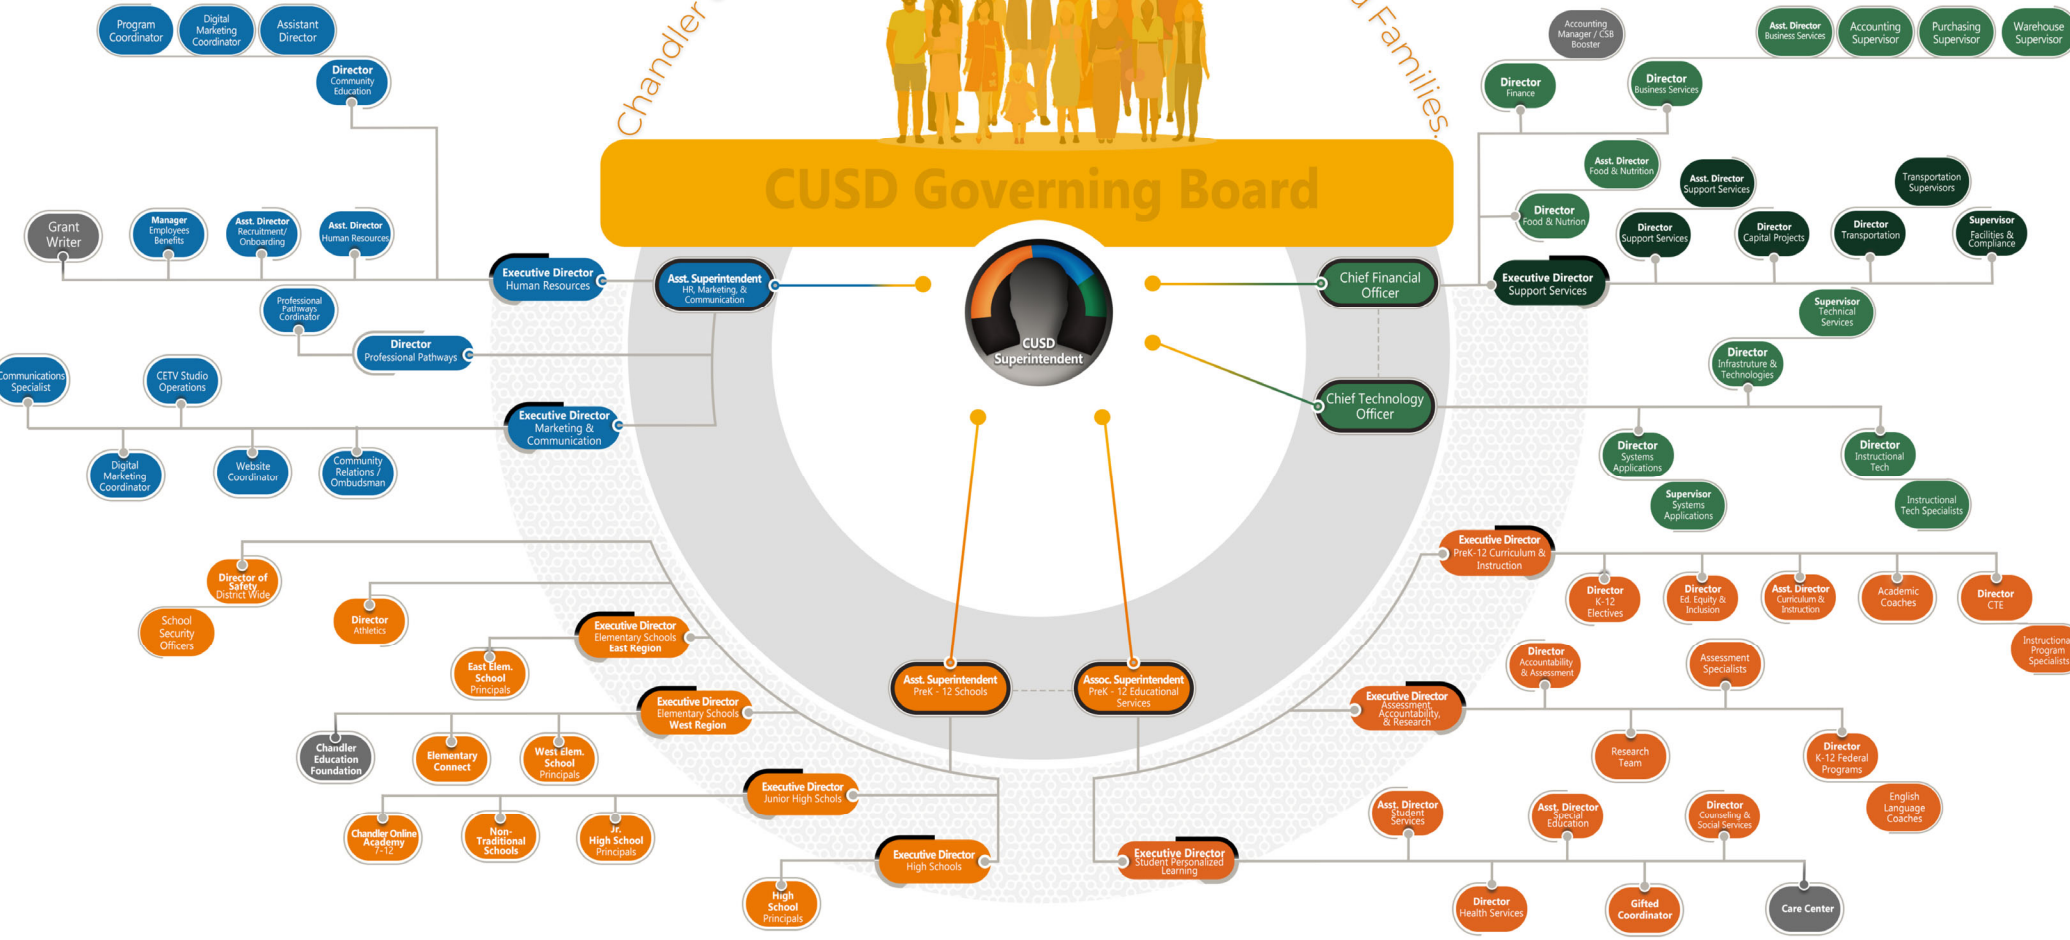 Program
Coordinator
Digital
Marketing
Coordinator
Assistant
Director
Director
Community
Education
Chandler
Families.
CUSD Governing Board
Accounting
Manager / CSB
Booster
Asst. Director
Business Services
Accounting
Supervisor
Purchasing
Supervisor
Warehouse
Supervisor
Director
Finance
Director
Business Services
Asst. Director
Food & Nutrition
Director
Food & Nutrion
Asst. Director
Support Services
Transportation
Supervisors
Director
Support Services
Director
Capital Projects
Director
Transportation
Supervisor
Facilities &
Compliance
Grant
Writer
Manager
Employees
Benefits
Asst. Director
Recruitment/
Onboarding
Asst. Director
Human Resources
Executive Director
Human Resources
Asst. Superintendent
HR, Marketing, &
Communication
CUSD
Superintendent
Chief Financial
Officer
Executive Director
Support Services
Professional
Pathways
Cordinator
Director
Professional Pathways
Supervisor
Technical
Services
Director
Infrastruture &
Technologies
Communications
Specialist
CETV Studio
Operations
Executive Director
Marketing &
Communication
Chief Technology
Officer
Digital
Marketing
Coordinator
Website
Coordinator
Community
Relations /
Ombudsman
Director
Systems
Applications
Director
Instructional
Tech
Supervisor
Systems
Applications
Instructional
Tech Specialists
Director of
Safety
District Wide
School
Security
Officers
Director
Athletics
Executive Director
Elementary Schools
East Region
East Elem.
School
Principals
Executive Director
Elementary Schools
West Region
Chandler
Education
Foundation
Elementary
Connect
West Elem.
School
Principals
Executive Director
Junior High Schols
Chandler Online
Academy
7-12
Non-
Traditional
Schools
Jr.
High School
Principals
Executive Director
High Schools
High
School
Principals
Asst. Superintendent
PreK - 12 Schools
Assoc. Superintendent
PreK - 12 Educational
Services
Executive Director
PreK-12 Curriculum &
Instruction
Director
K-12
Electives
Director
Ed. Equity &
Inclusion
Asst. Director
Curriculum &
Instruction
Academic
Coaches
Director
CTE
Instructional
Program
Specialists
Director
Accountability
& Assessment
Assessment
Specialists
Executive Director
Assessment,
Accountability,
& Research
Research
Team
Director
K-12 Federal
Programs
English
Language
Coaches
Asst. Director
Student
Services
Asst. Director
Special
Education
Director
Counseling &
Social Services
Executive Director
Student Personalized
Learning
Director
Health Services
Gifted
Coordinator
Care Center